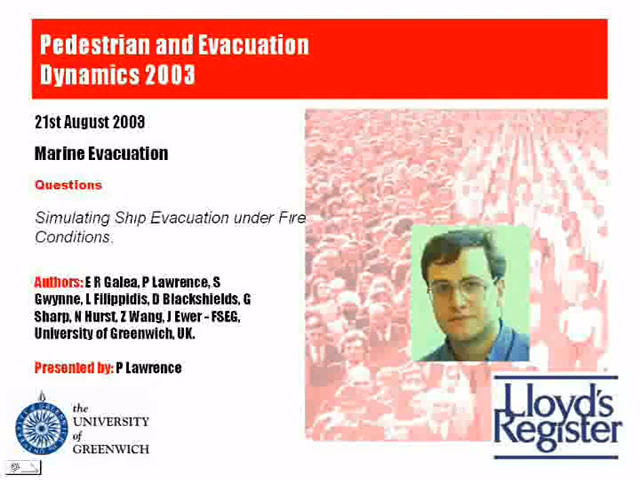 Pedestrian and Evacuation
Dynamics 2003
21st August 2003
Marine Evacuation
Questions
Simulating Ship Evacuation under Fire
Conditions.
Authors: E R Galea, P Lawrence, S
Gwynne, L Filippidis, D Blackshields, G
Sharp, N Hurst, Z Wang, J Ewer - FSEG,
University of Greenwich, UK.
Presented by: P Lawrence
the
UNIVERSITY
of
GREENWICH
Lloyd's
Register